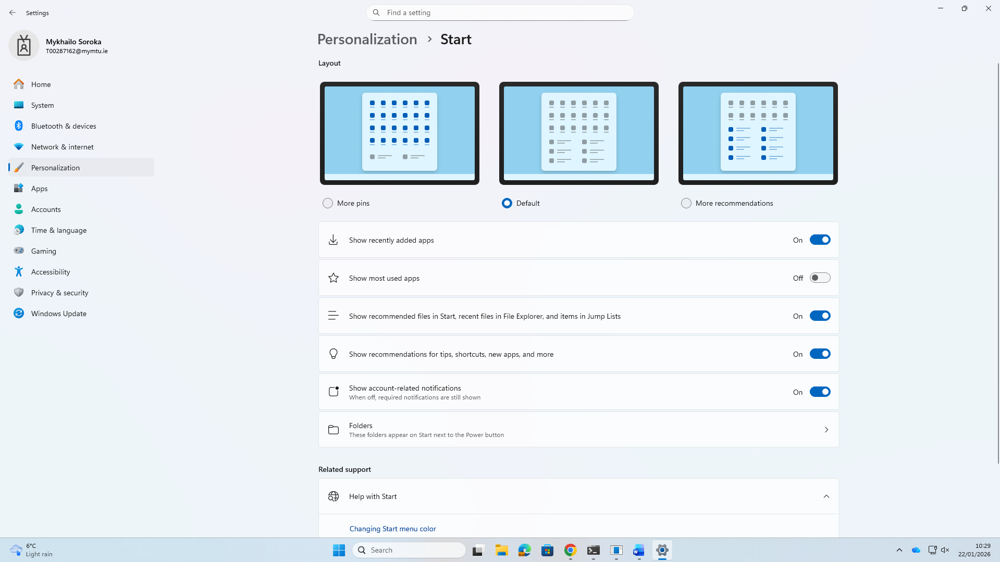 Settings
Find a setting
Mykhailo Soroka
T00287162@mymtu.ie
Home
System
Bluetooth & devices
Network & internet
Personalization
Apps
Accounts
Time & language
Gaming
Accessibility
Privacy & security
Windows Update
Personalization > Start
Layout
More pins
Default
More recommendations
Show recently added apps
On
Show most used apps
Off
Show recommended files in Start, recent files in File Explorer, and items in Jump Lists
On
Show recommendations for tips, shortcuts, new apps, and more
On
Show account-related notifications
When off, required notifications are still shown
On
Folders
These folders appear on Start next to the Power button
Related support
Help with Start
Changing Start menu color
6°C
Light rain
Search
10:29
22/01/2026